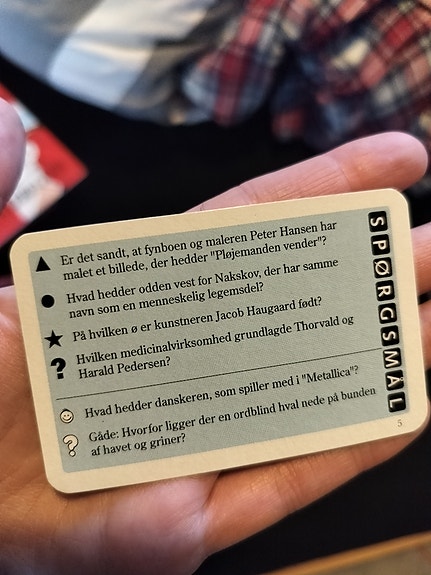 Er det sandt, at fynboen og maleren Peter Hansen har
malet et billede, der hedder "Pløjemanden vender"?
Hvad hedder odden vest for Nakskov, der har samme
navn som en menneskelig legemsdel?
På hvilken ø er kunstneren Jacob Haugaard født?
Hvilken medicinalvirksomhed grundlagde Thorvald og
Harald Pedersen?
Hvad hedder danskeren, som spiller med i "Metallica"?
Gåde: Hvorfor ligger der en ordblind hval nede på bunden
af havet og griner?
SPØRGSMÅL
5